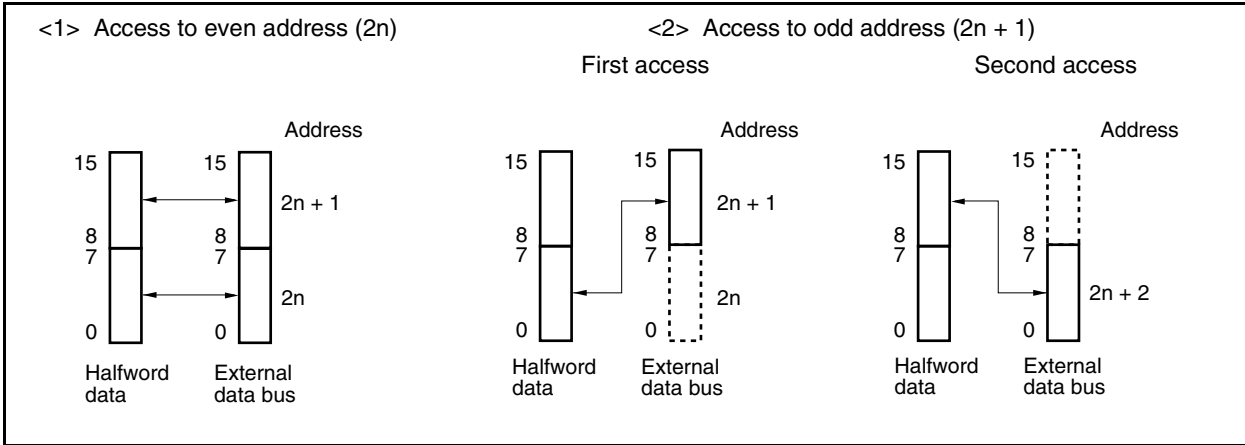 <1> Access to even address (2n)
<2> Access to odd address (2n + 1)
First access
Second access
Address
15
15
2n + 1
8
8
7
7
2n
0
0
Halfword
data
External
data bus
Address
15
15
2n + 1
8
8
7
7
2n
0
0
Halfword
data
External
data bus
Address
15
15
8
8
7
7
2n + 2
0
0
Halfword
data
External
data bus